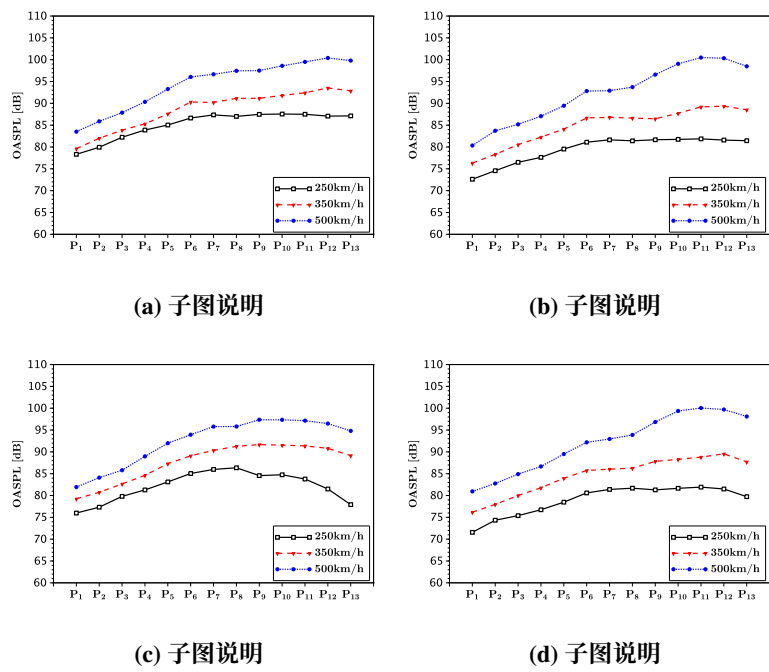 110
105
100
95
90
85
80
75
70
65
60
OASPL [dB]
250km/h
350km/h
500km/h
P₁ P₂ P₃ P₄ P₅ P₆ P₇ P₈ P₉ P₁₀ P₁₁ P₁₂ P₁₃
(a) 子图说明
110
105
100
95
90
85
80
75
70
65
60
OASPL [dB]
250km/h
350km/h
500km/h
P₁ P₂ P₃ P₄ P₅ P₆ P₇ P₈ P₉ P₁₀ P₁₁ P₁₂ P₁₃
(b) 子图说明
110
105
100
95
90
85
80
75
70
65
60
OASPL [dB]
250km/h
350km/h
500km/h
P₁ P₂ P₃ P₄ P₅ P₆ P₇ P₈ P₉ P₁₀ P₁₁ P₁₂ P₁₃
(c) 子图说明
110
105
100
95
90
85
80
75
70
65
60
OASPL [dB]
250km/h
350km/h
500km/h
P₁ P₂ P₃ P₄ P₅ P₆ P₇ P₈ P₉ P₁₀ P₁₁ P₁₂ P₁₃
(d) 子图说明